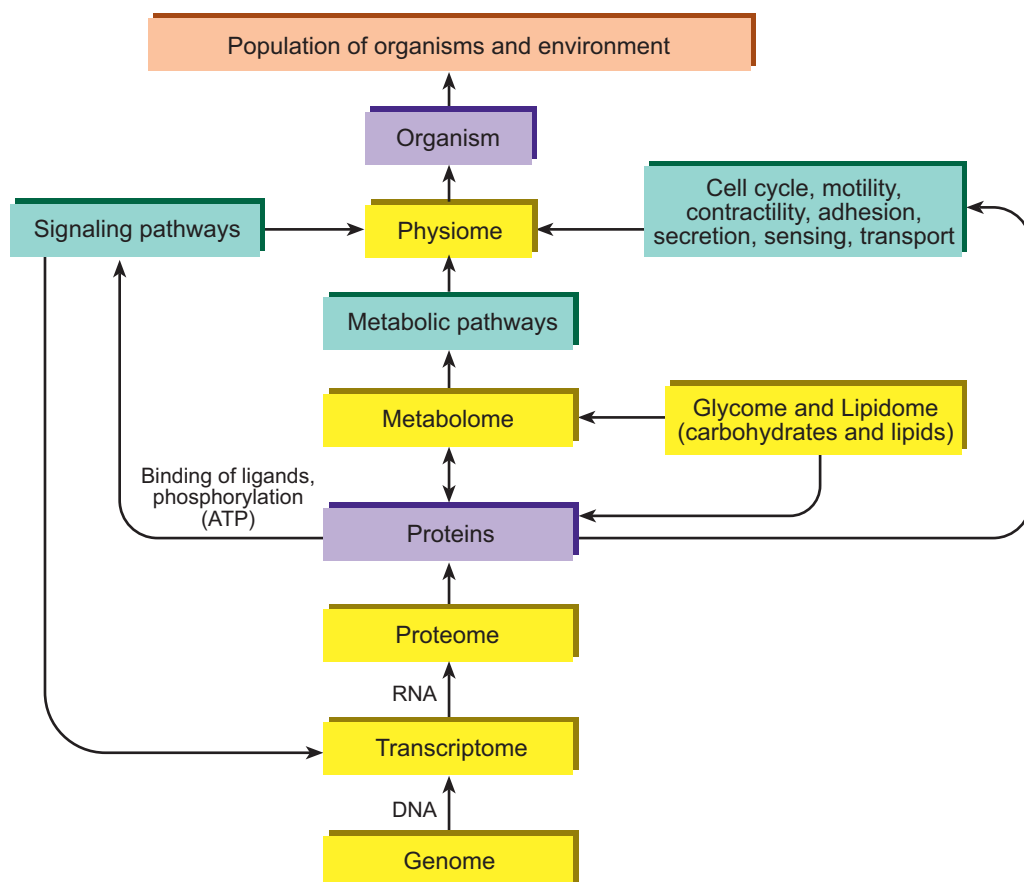 Population of organisms and environment
Organism
Cell cycle, motility,
contractility, adhesion,
secretion, sensing, transport
Signaling pathways
Physiome
Metabolic pathways
Metabolome
Glycome and Lipidome
(carbohydrates and lipids)
Binding of ligands,
phosphorylation
(ATP)
Proteins
Proteome
RNA
Transcriptome
DNA
Genome